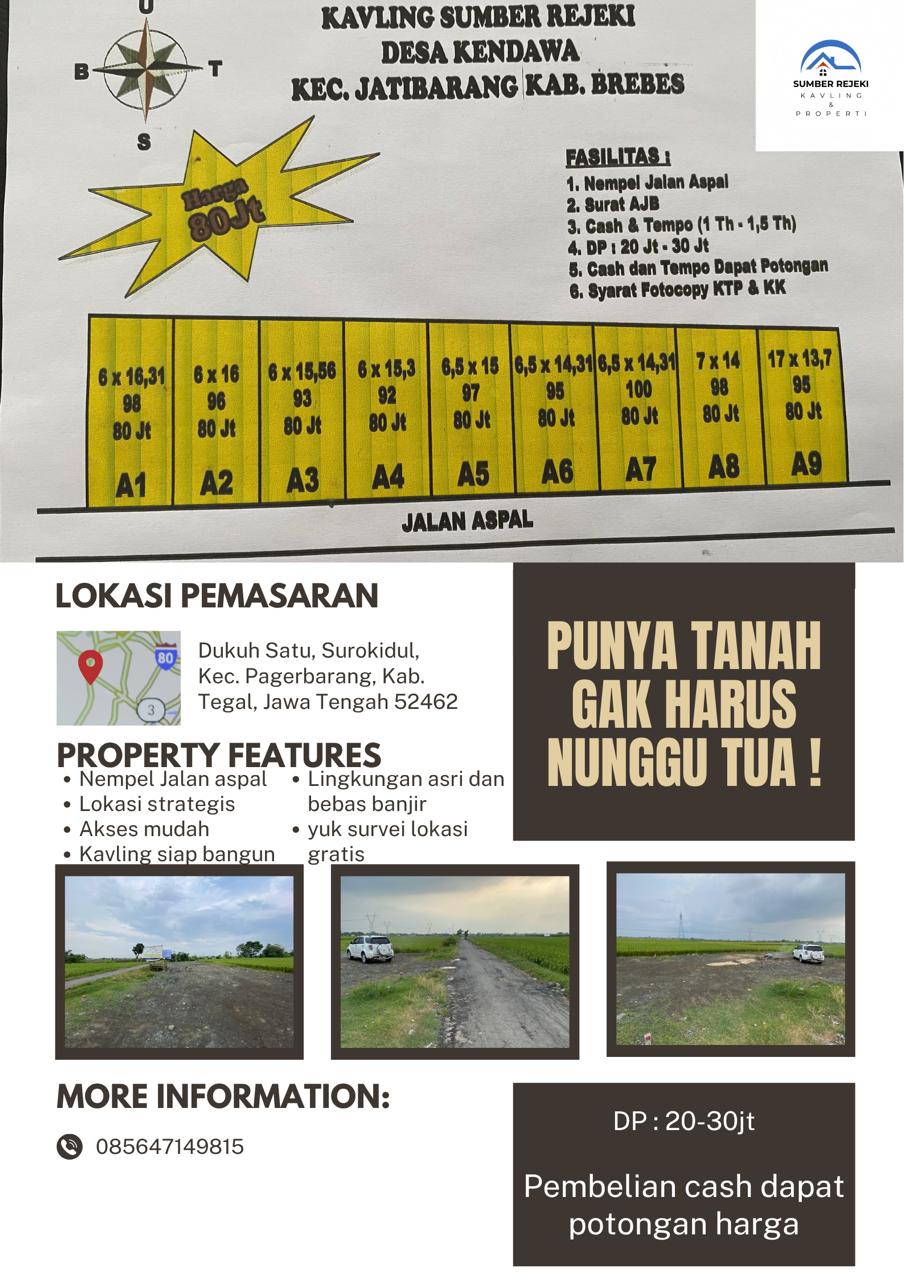 U
B
T
S
KAVLING SUMBER REJEKI
DESA KENDAWA
KEC. JATIBARANG KAB. BREBES
SUMBER REJEKI
KAVLING
&
PROPERTI
Harga
80Jt
FASILITAS :
1. Nempel Jalan Aspal
2. Surat AJB
3. Cash & Tempo (1 Th - 1,5 Th)
4. DP : 20 Jt - 30 Jt
5. Cash dan Tempo Dapat Potongan
6. Syarat Fotocopy KTP & KK
6 x 16,31
98
80 Jt
A1
6 x 16
96
80 Jt
A2
6 x 15,56
93
80 Jt
A3
6 x 15,3
92
80 Jt
A4
6,5 x 15
97
80 Jt
A5
6,5 x 14,31
95
80 Jt
A6
6,5 x 14,31
100
80 Jt
A7
7 x 14
98
80 Jt
A8
17 x 13,7
95
80 Jt
A9
JALAN ASPAL
LOKASI PEMASARAN
80
3
Dukuh Satu, Surokidul,
Kec. Pagerbarang, Kab.
Tegal, Jawa Tengah 52462
PUNYA TANAH
GAK HARUS
NUNGGU TUA !
PROPERTY FEATURES
• Nempel Jalan aspal
• Lokasi strategis
• Akses mudah
• Kavling siap bangun
• Lingkungan asri dan
bebas banjir
• yuk survei lokasi
gratis
MORE INFORMATION:
085647149815
DP : 20-30jt
Pembelian cash dapat
potongan harga